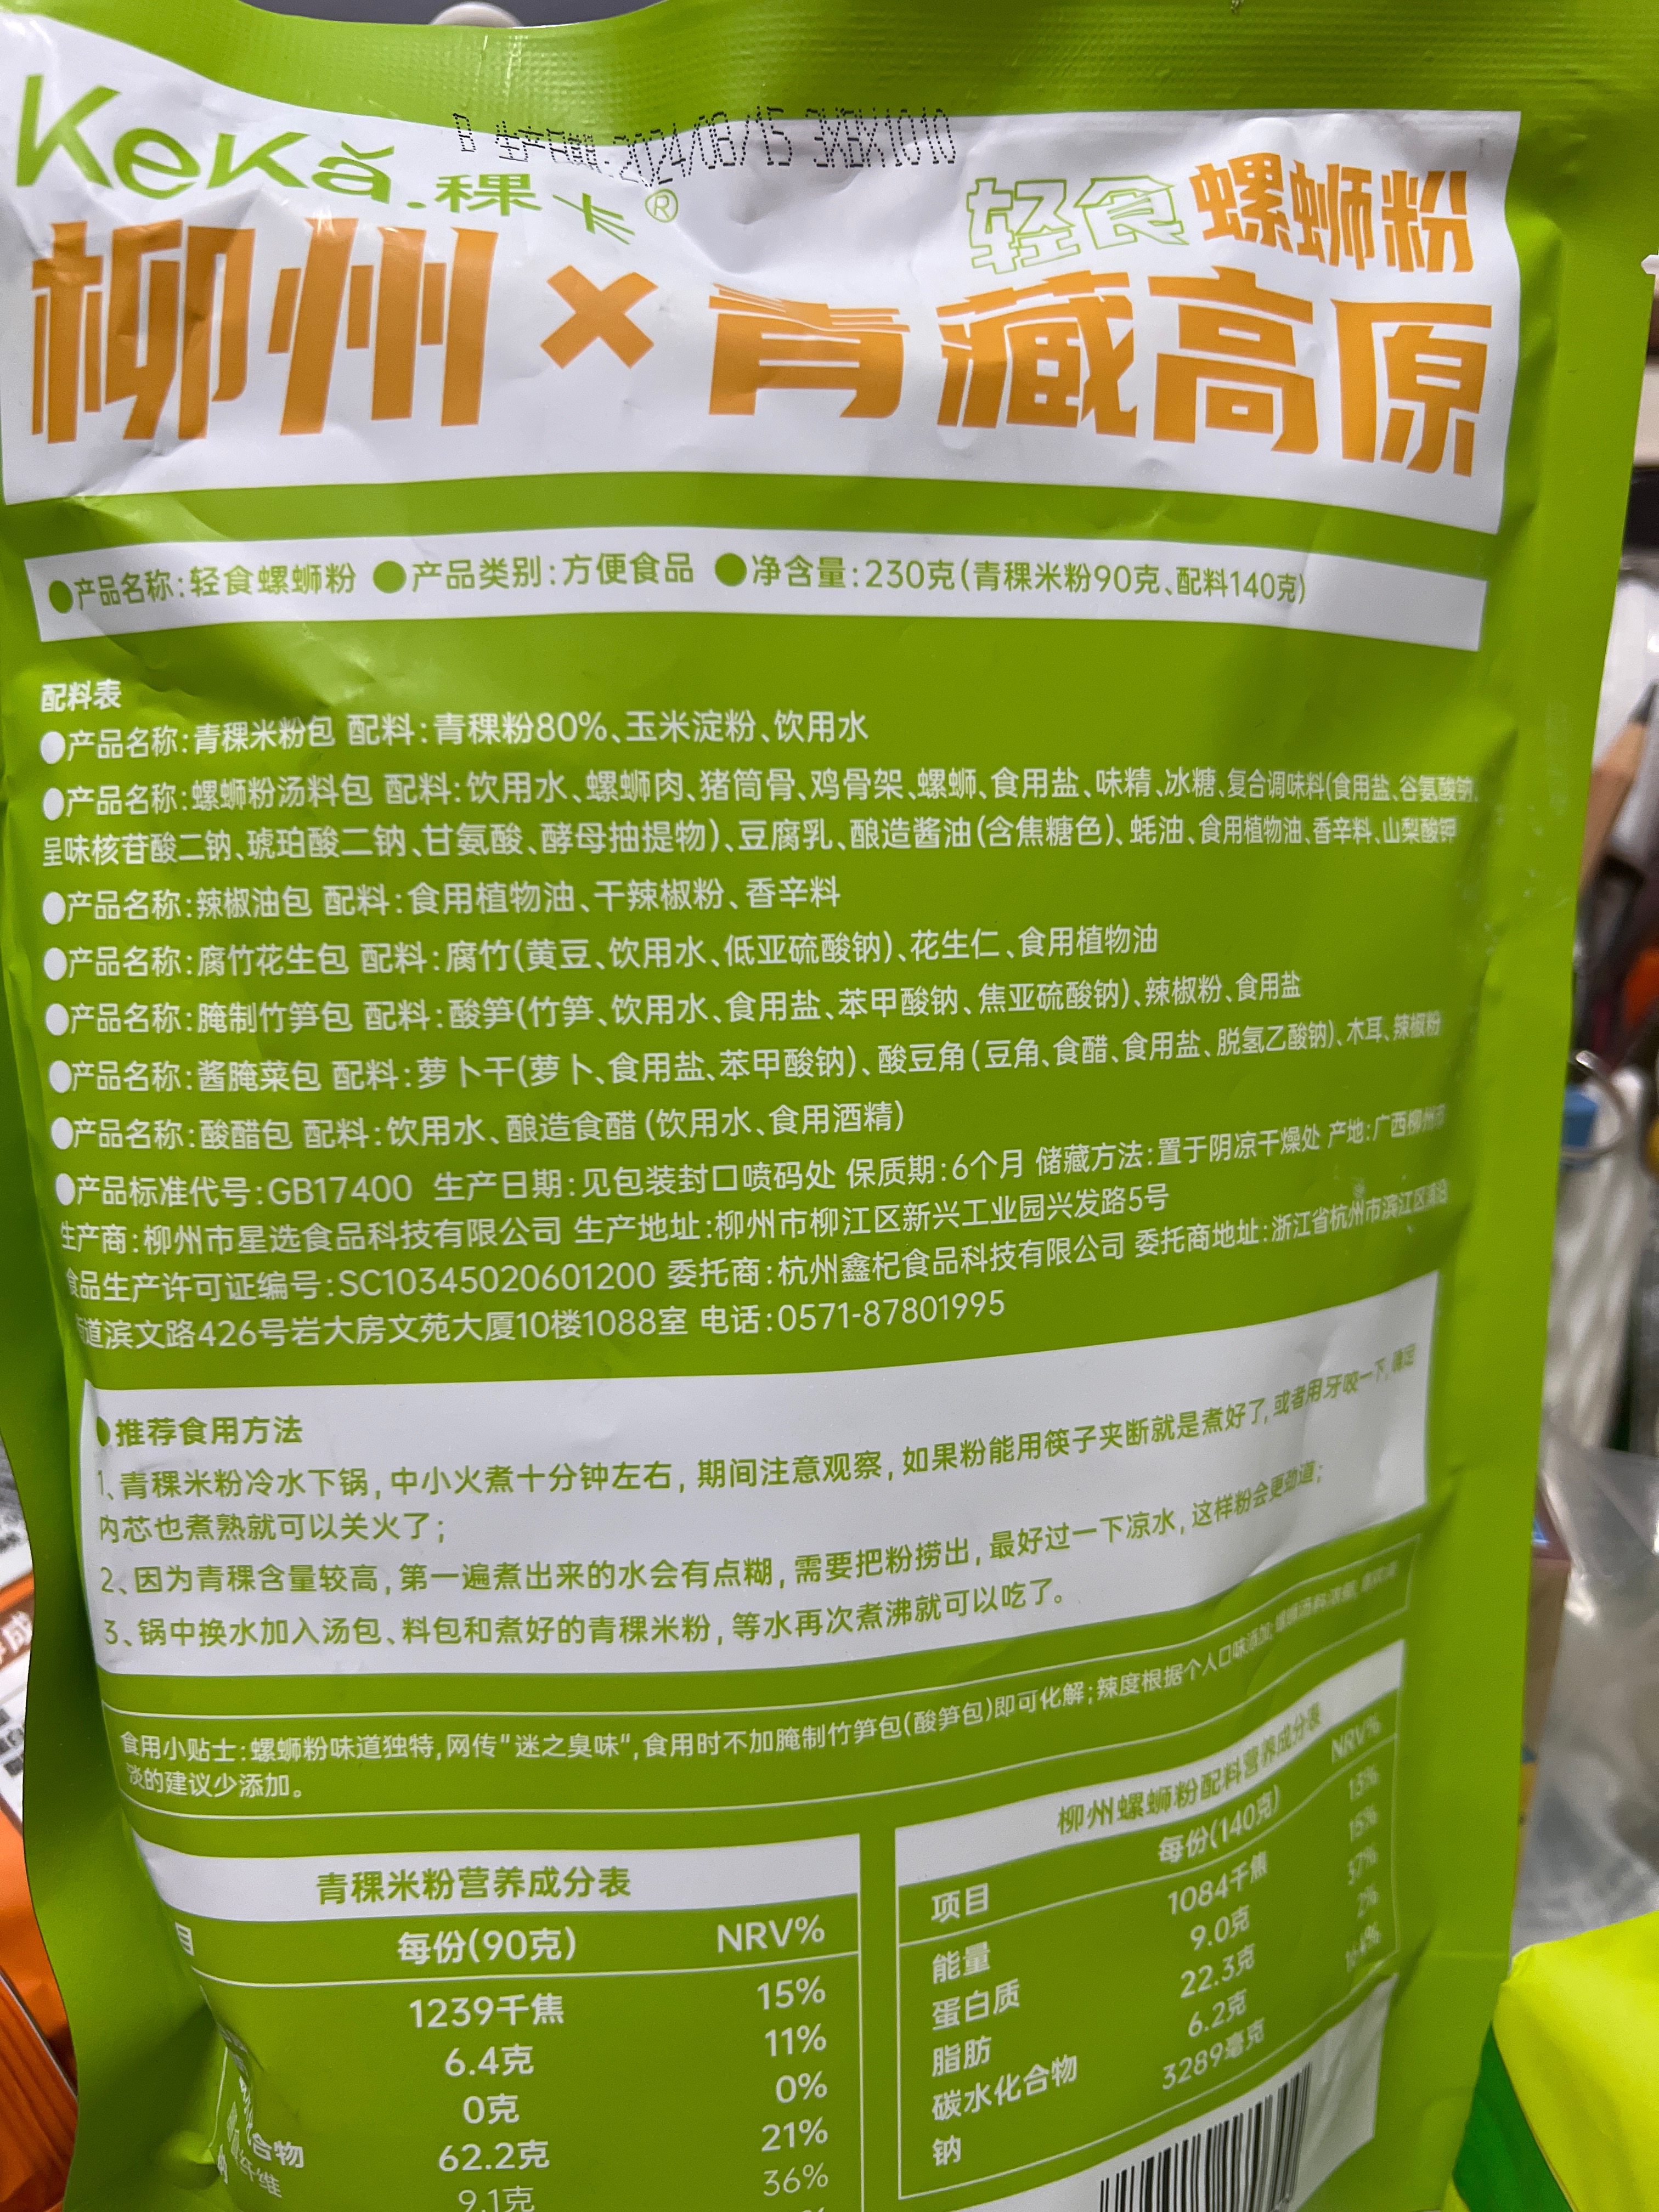 Kekǎ.稞卡®
生产日期:2024/08/15 3XBX1010
轻食螺蛳粉
柳州×青藏高原
●产品名称:轻食螺蛳粉 ●产品类别:方便食品 ●净含量:230克(青稞米粉90克、配料140克)
配料表
●产品名称:青稞米粉包 配料:青稞粉80%、玉米淀粉、饮用水
●产品名称:螺蛳粉汤料包 配料:饮用水、螺蛳肉、猪筒骨、鸡骨架、螺蛳、食用盐、味精、冰糖、复合调味料(食用盐、谷氨酸钠、
呈味核苷酸二钠、琥珀酸二钠、甘氨酸、酵母抽提物)、豆腐乳、酿造酱油(含焦糖色)、蚝油、食用植物油、香辛料、山梨酸钾
●产品名称:辣椒油包 配料:食用植物油、干辣椒粉、香辛料
●产品名称:腐竹花生包 配料:腐竹(黄豆、饮用水、低亚硫酸钠)、花生仁、食用植物油
●产品名称:腌制竹笋包 配料:酸笋(竹笋、饮用水、食用盐、苯甲酸钠、焦亚硫酸钠)、辣椒粉、食用盐
●产品名称:酱腌菜包 配料:萝卜干(萝卜、食用盐、苯甲酸钠)、酸豆角(豆角、食醋、食用盐、脱氢乙酸钠)、木耳、辣椒粉
●产品名称:酸醋包 配料:饮用水、酿造食醋(饮用水、食用酒精)
●产品标准代号:GB17400 生产日期:见包装封口喷码处 保质期:6个月 储藏方法:置于阴凉干燥处 产地:广西柳州市
生产商:柳州市星选食品科技有限公司 生产地址:柳州市柳江区新兴工业园兴发路5号
食品生产许可证编号:SC10345020601200 委托商:杭州鑫杞食品科技有限公司 委托商地址:浙江省杭州市滨江区
道滨文路426号岩大房文苑大厦10楼1088室 电话:0571-87801995
●推荐食用方法
1、青稞米粉冷水下锅,中小火煮十分钟左右,期间注意观察,如果粉能用筷子夹断就是煮好了,或者用牙咬一下,确定
内芯也煮熟就可以关火了;
2、因为青稞含量较高,第一遍煮出来的水会有点糊,需要把粉捞出,最好过一下凉水,这样粉会更劲道;
3、锅中换水加入汤包、料包和煮好的青稞米粉,等水再次煮沸就可以吃了。
食用小贴士:螺蛳粉味道独特,网传"迷之臭味",食用时不加腌制竹笋包(酸笋包)即可化解;辣度根据个人口味添加;螺蛳汤料浓缩,
淡的建议少添加。
青稞米粉营养成分表
目 每份(90克) NRV%
1239千焦 15%
6.4克 11%
0克 0%
合物 62.2克 21%
纤维 9.1克 36%
柳州螺蛳粉配料营养成分表
项目 每份(140克) NRV%
能量 1084千焦 13%
蛋白质 9.0克 15%
脂肪 22.3克 37%
碳水化合物 6.2克 2%
钠 3289毫克